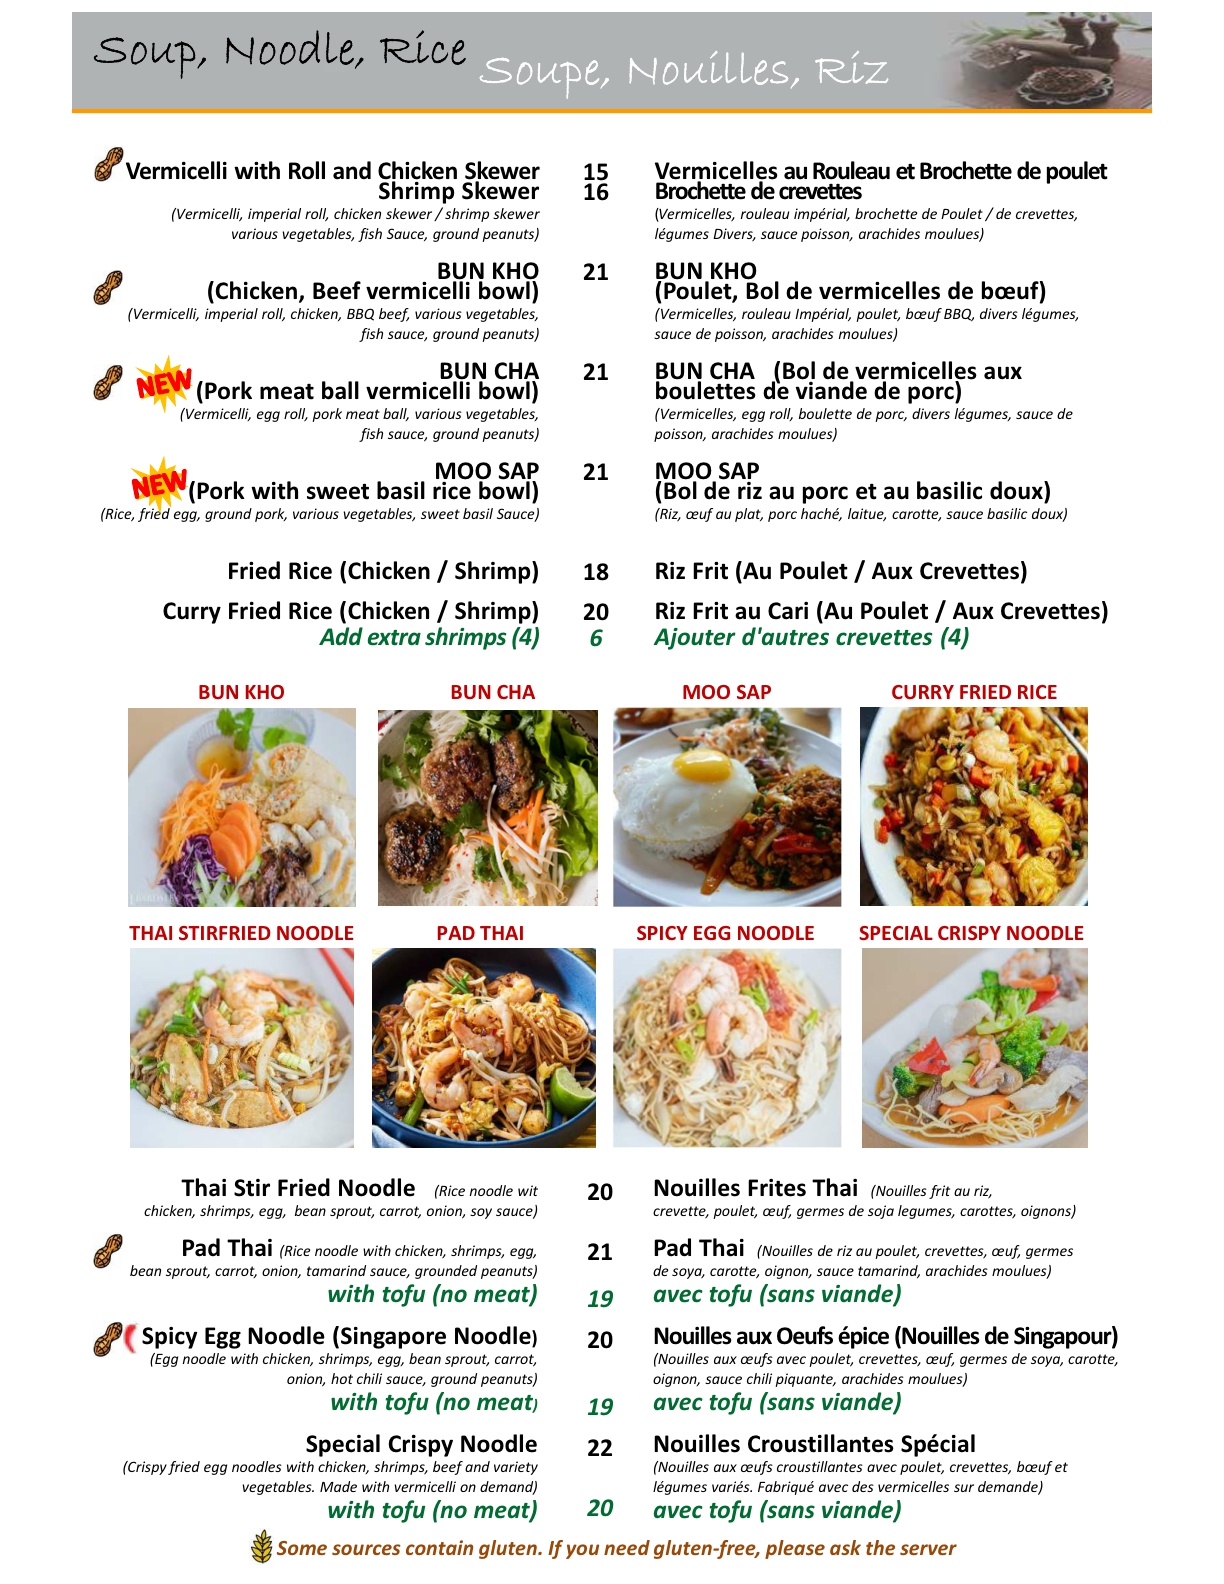 Soup, Noodle, Rice Soupe, Nouilles, Riz
Vermicelli with Roll and Chicken Skewer 15 Vermicelles au Rouleau et Brochette de poulet
Shrimp Skewer 16 Brochette de crevettes
(Vermicelli, imperial roll, chicken skewer / shrimp skewer (Vermicelles, rouleau impérial, brochette de Poulet / de crevettes,
various vegetables, fish Sauce, ground peanuts) légumes Divers, sauce poisson, arachides moulues)
BUN KHO 21 BUN KHO
(Chicken, Beef vermicelli bowl) (Poulet, Bol de vermicelles de bœuf)
(Vermicelli, imperial roll, chicken, BBQ beef, various vegetables, (Vermicelles, rouleau Impérial, poulet, bœuf BBQ, divers légumes,
fish sauce, ground peanuts) sauce de poisson, arachides moulues)
NEW BUN CHA 21 BUN CHA (Bol de vermicelles aux
(Pork meat ball vermicelli bowl) boulettes de viande de porc)
(Vermicelli, egg roll, pork meat ball, various vegetables, (Vermicelles, egg roll, boulette de porc, divers légumes, sauce de
fish sauce, ground peanuts) poisson, arachides moulues)
NEW MOO SAP 21 MOO SAP
(Pork with sweet basil rice bowl) (Bol de riz au porc et au basilic doux)
(Rice, fried egg, ground pork, various vegetables, sweet basil Sauce) (Riz, œuf au plat, porc haché, laitue, carotte, sauce basilic doux)
Fried Rice (Chicken / Shrimp) 18 Riz Frit (Au Poulet / Aux Crevettes)
Curry Fried Rice (Chicken / Shrimp) 20 Riz Frit au Cari (Au Poulet / Aux Crevettes)
Add extra shrimps (4) 6 Ajouter d'autres crevettes (4)
BUN KHO BUN CHA MOO SAP CURRY FRIED RICE
THAI STIRFRIED NOODLE PAD THAI SPICY EGG NOODLE SPECIAL CRISPY NOODLE
Thai Stir Fried Noodle (Rice noodle wit 20 Nouilles Frites Thai (Nouilles frit au riz,
chicken, shrimps, egg, bean sprout, carrot, onion, soy sauce) crevette, poulet, œuf, germes de soja legumes, carottes, oignons)
Pad Thai (Rice noodle with chicken, shrimps, egg, 21 Pad Thai (Nouilles de riz au poulet, crevettes, œuf, germes
bean sprout, carrot, onion, tamarind sauce, grounded peanuts) de soya, carotte, oignon, sauce tamarind, arachides moulues)
with tofu (no meat) 19 avec tofu (sans viande)
Spicy Egg Noodle (Singapore Noodle) 20 Nouilles aux Oeufs épice (Nouilles de Singapour)
(Egg noodle with chicken, shrimps, egg, bean sprout, carrot, (Nouilles aux œufs avec poulet, crevettes, œuf, germes de soya, carotte,
onion, hot chili sauce, ground peanuts) oignon, sauce chili piquante, arachides moulues)
with tofu (no meat) 19 avec tofu (sans viande)
Special Crispy Noodle 22 Nouilles Croustillantes Spécial
(Crispy fried egg noodles with chicken, shrimps, beef and variety (Nouilles aux œufs croustillantes avec poulet, crevettes, bœuf et
vegetables. Made with vermicelli on demand) légumes variés. Fabriqué avec des vermicelles sur demande)
with tofu (no meat) 20 avec tofu (sans viande)
Some sources contain gluten. If you need gluten-free, please ask the server